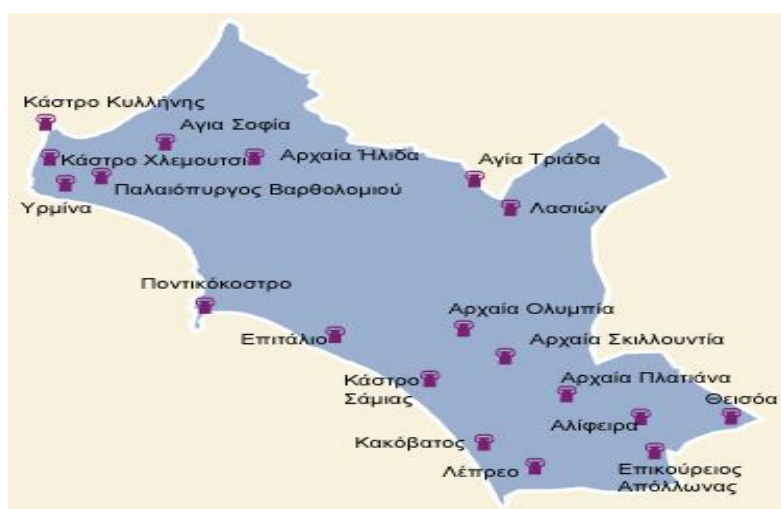 Κάστρο Κυλλήνης
Αγια Σοφία
Κάστρο Χλεμουτσι
Αρχαία Ήλιδα
Αγία Τριάδα
Παλαιόπυργος Βαρθολομιού
Υρμίνα
Λασιών
Ποντικόκοστρο
Αρχαία Ολυμπία
Επιτάλιο
Αρχαία Σκιλλουντία
Κάστρο
Σάμιας
Αρχαία Πλατιάνα
Θεισόα
Αλίφειρα
Κακόβατος
Λέπρεο
Επικούρειος
Απόλλωνας